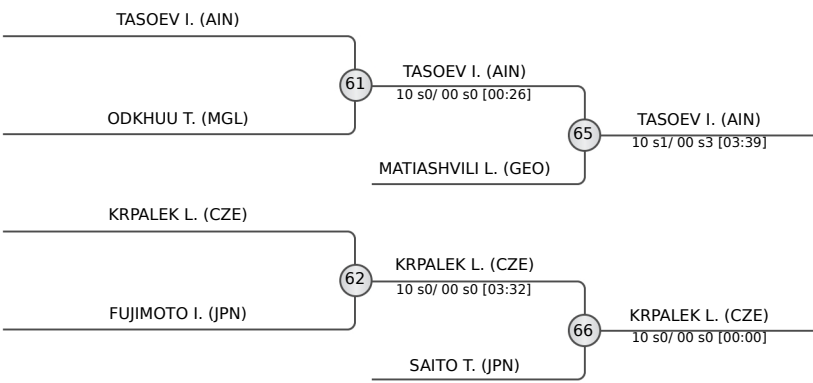 TASOEV I. (AIN)
61
ODKHUU T. (MGL)
TASOEV I. (AIN)
10 s0/ 00 s0 [00:26]
65
MATIASHVILI L. (GEO)
TASOEV I. (AIN)
10 s1/ 00 s3 [03:39]
KRPALEK L. (CZE)
62
FUJIMOTO I. (JPN)
KRPALEK L. (CZE)
10 s0/ 00 s0 [03:32]
66
SAITO T. (JPN)
KRPALEK L. (CZE)
10 s0/ 00 s0 [00:00]